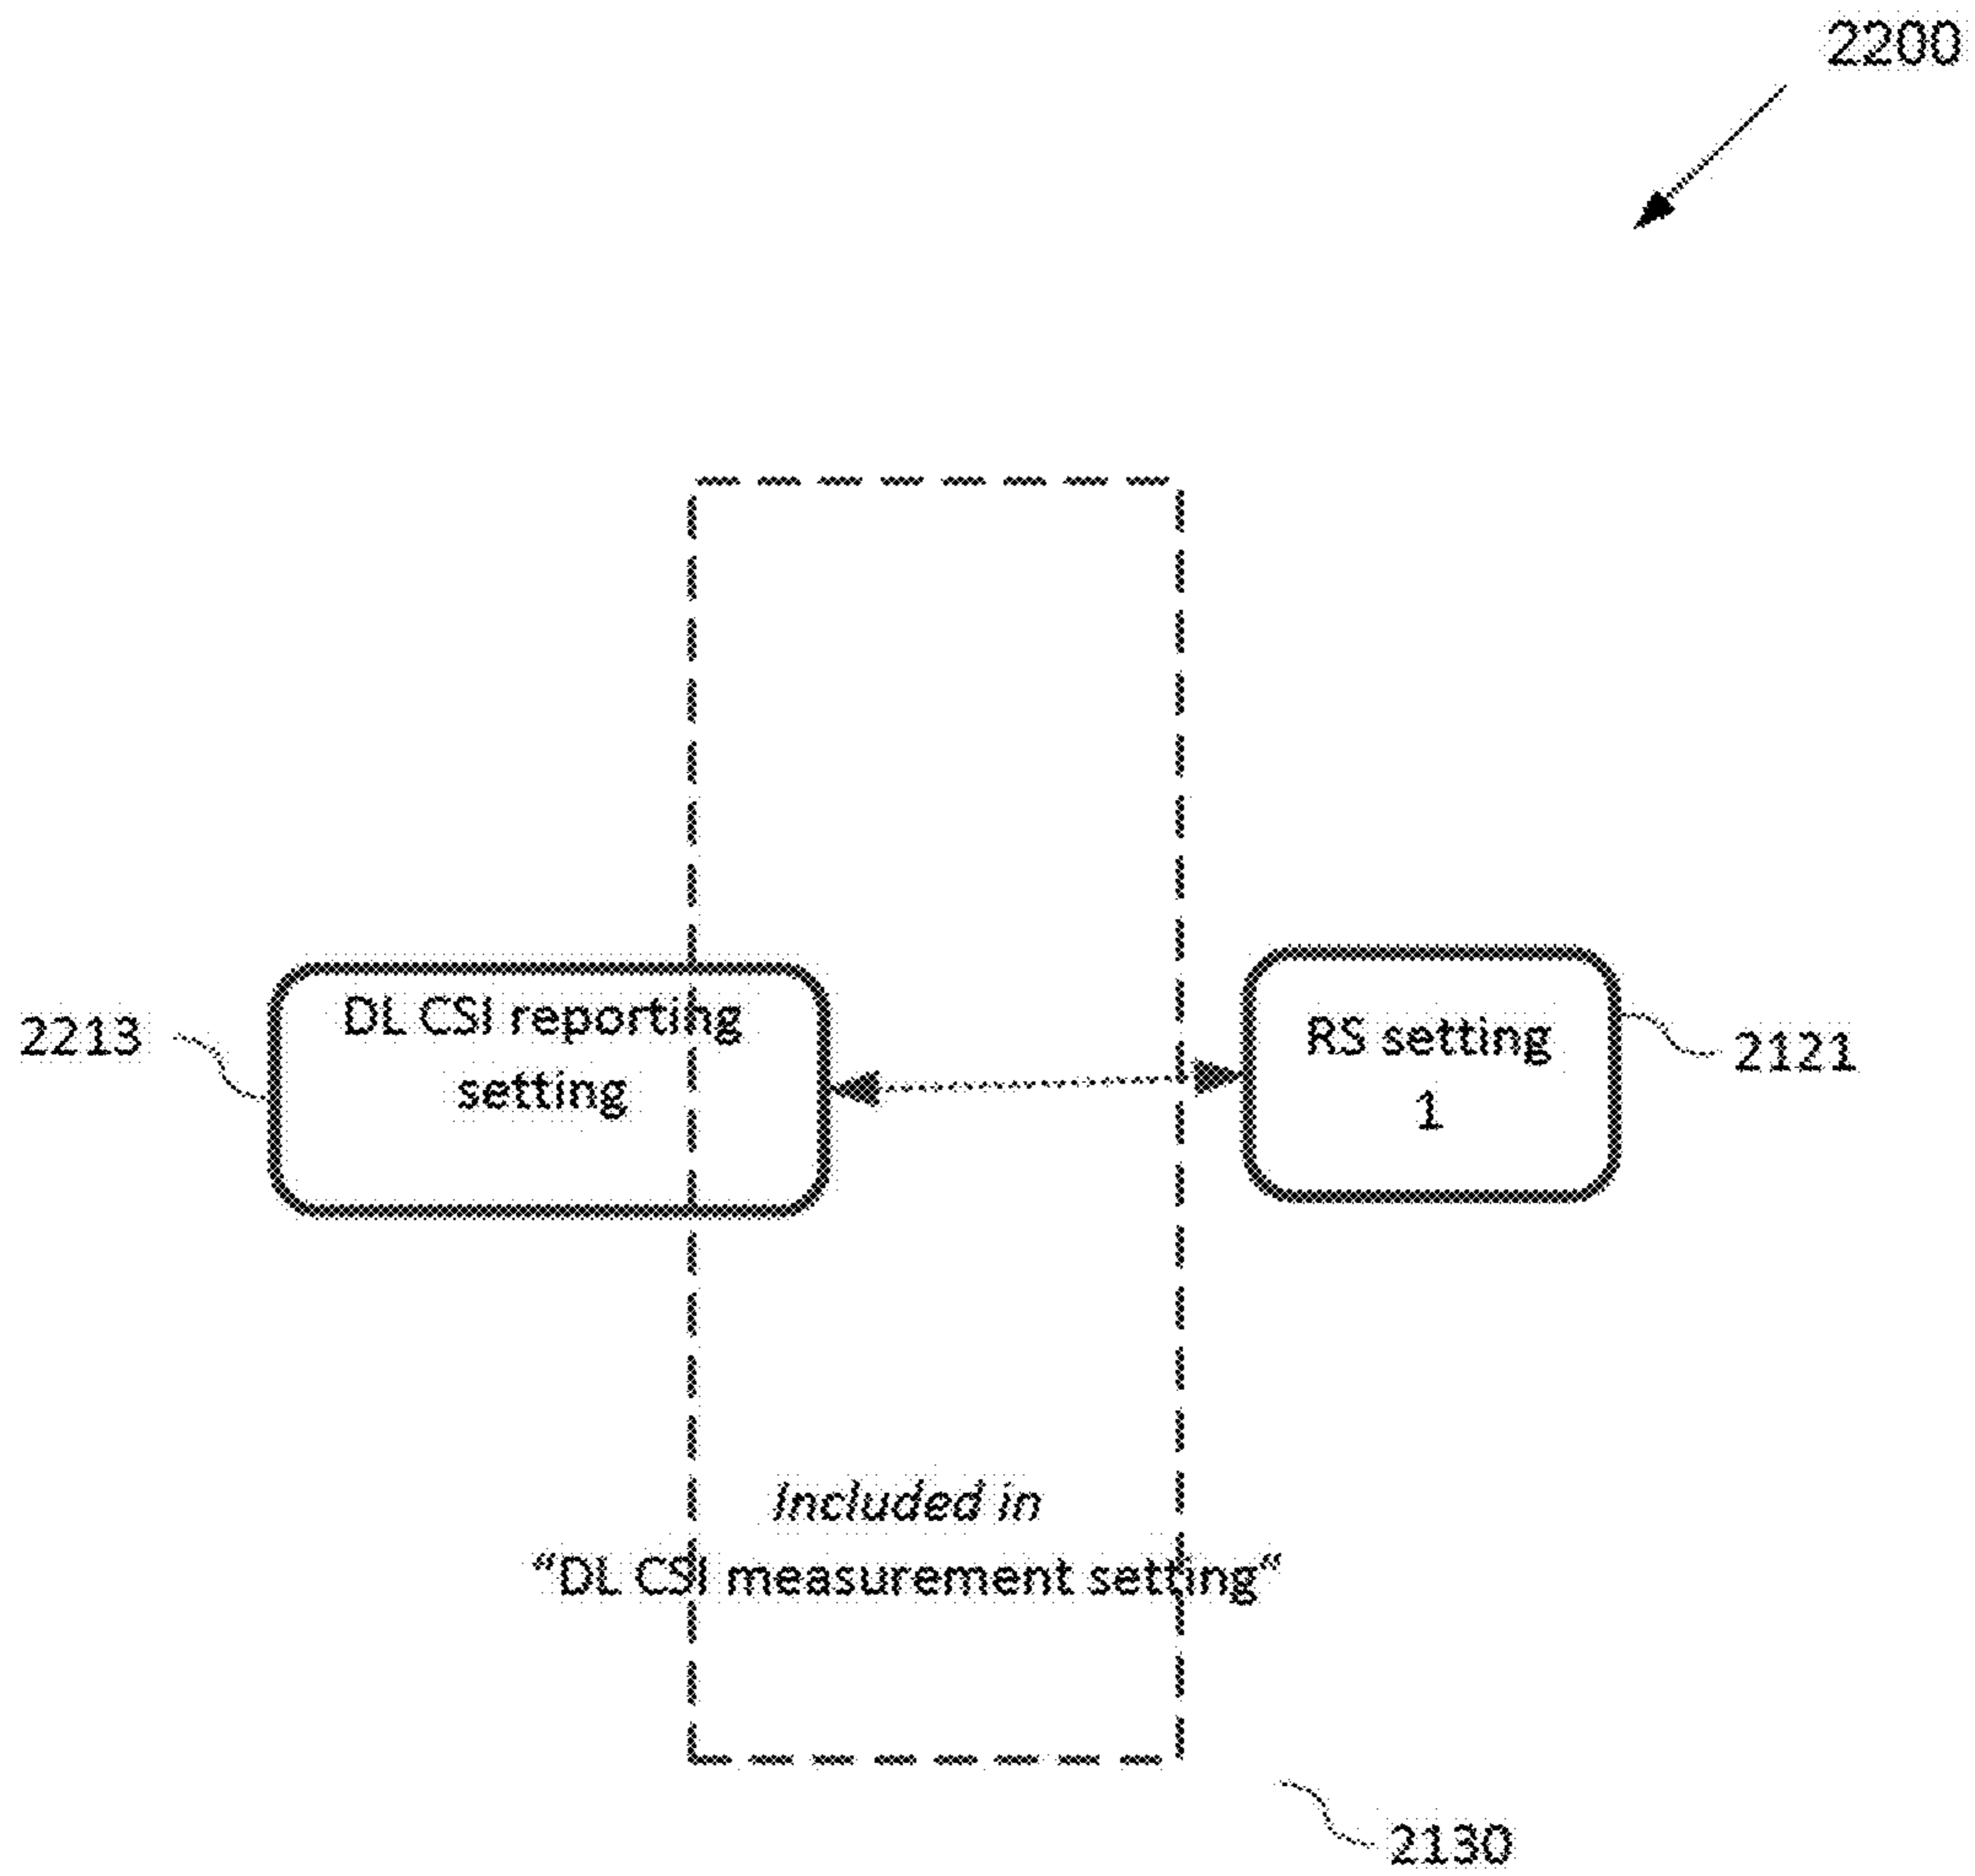 2200
DL CSI reporting
setting
2213
RS setting
1
2121
Included in
“DL CSI measurement setting“
2130